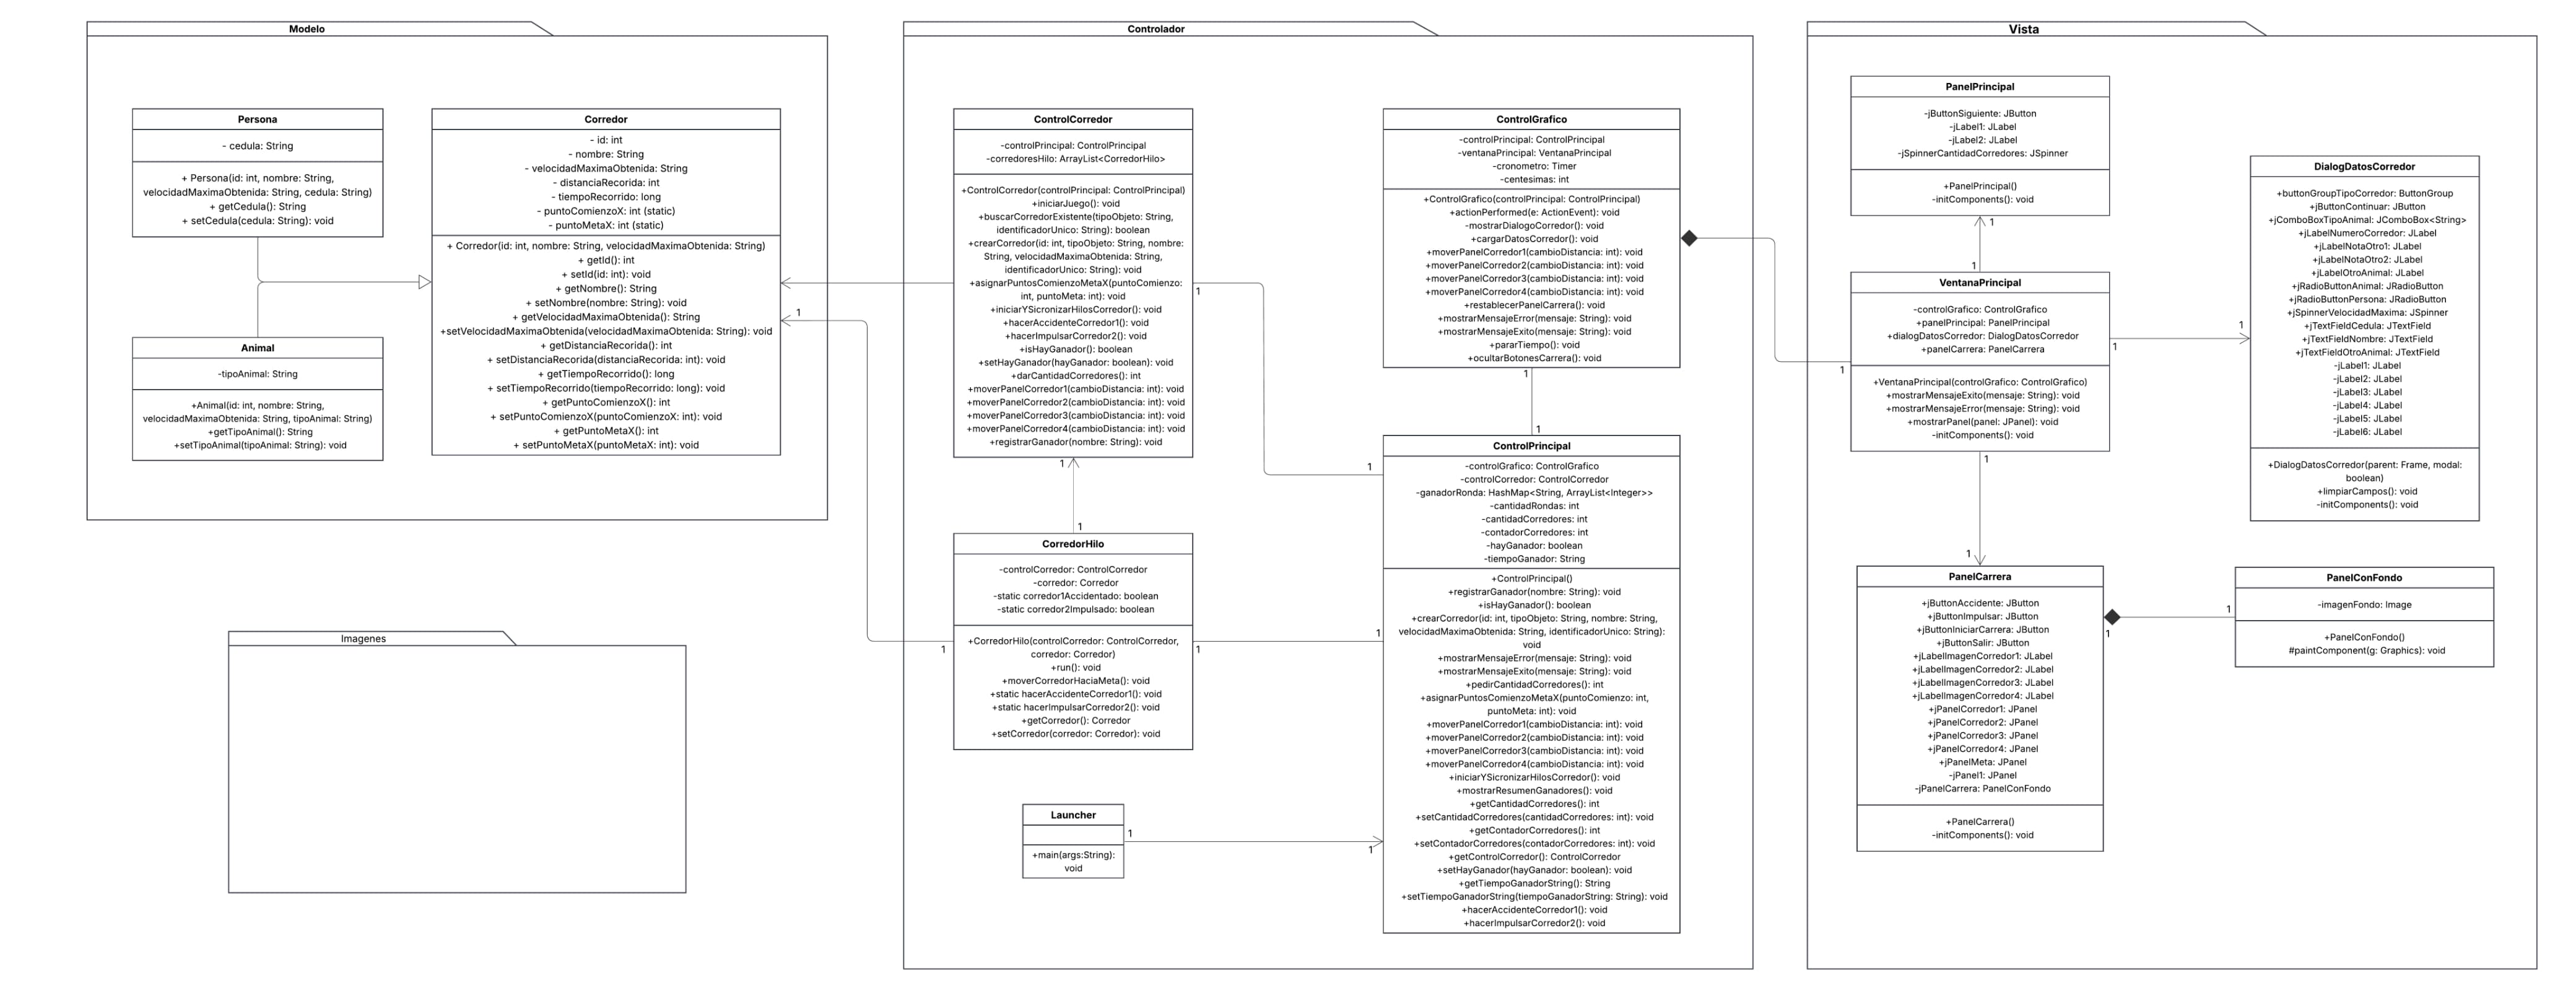 Modelo
Persona
- cedula: String
+ Persona(id: int, nombre: String,
velocidadMaximaObtenida: String, cedula: String)
+ getCedula(): String
+ setCedula(cedula: String): void
Corredor
- id: int
- nombre: String
- velocidadMaximaObtenida: String
- distanciaRecorida: int
- tiempoRecorrido: long
- puntoComienzoX: int (static)
- puntoMetaX: int (static)
+ Corredor(id: int, nombre: String, velocidadMaximaObtenida: String)
+ getId(): int
+ setId(id: int): void
+ getNombre(): String
+ setNombre(nombre: String): void
+ getVelocidadMaximaObtenida(): String
+setVelocidadMaximaObtenida(velocidadMaximaObtenida: String): void
+ getDistanciaRecorida(): int
+ setDistanciaRecorida(distanciaRecorida: int): void
+ getTiempoRecorrido(): long
+ setTiempoRecorrido(tiempoRecorrido: long): void
+ getPuntoComienzoX(): int
+ setPuntoComienzoX(puntoComienzoX: int): void
+ getPuntoMetaX(): int
+ setPuntoMetaX(puntoMetaX: int): void
Animal
-tipoAnimal: String
+Animal(id: int, nombre: String,
velocidadMaximaObtenida: String, tipoAnimal: String)
+getTipoAnimal(): String
+setTipoAnimal(tipoAnimal: String): void
Imagenes
Controlador
ControlCorredor
-controlPrincipal: ControlPrincipal
-corredoresHilo: ArrayList<CorredorHilo>
+ControlCorredor(controlPrincipal: ControlPrincipal)
+iniciarJuego(): void
+buscarCorredorExistente(tipoObjeto: String,
identificadorUnico: String): boolean
+crearCorredor(id: int, tipoObjeto: String, nombre:
String, velocidadMaximaObtenida: String,
identificadorUnico: String): void
+asignarPuntosComienzoMetaX(puntoComienzo:
int, puntoMeta: int): void
+iniciarYSicronizarHilosCorredor(): void
+hacerAccidenteCorredor1(): void
+hacerImpulsarCorredor2(): void
+isHayGanador(): boolean
+setHayGanador(hayGanador: boolean): void
+darCantidadCorredores(): int
+moverPanelCorredor1(cambioDistancia: int): void
+moverPanelCorredor2(cambioDistancia: int): void
+moverPanelCorredor3(cambioDistancia: int): void
+moverPanelCorredor4(cambioDistancia: int): void
+registrarGanador(nombre: String): void
1
1
1
1
1
1
CorredorHilo
-controlCorredor: ControlCorredor
-corredor: Corredor
-static corredor1Accidentado: boolean
-static corredor2Impulsado: boolean
+CorredorHilo(controlCorredor: ControlCorredor,
corredor: Corredor)
+run(): void
+moverCorredorHaciaMeta(): void
+static hacerAccidenteCorredor1(): void
+static hacerImpulsarCorredor2(): void
+getCorredor(): Corredor
+setCorredor(corredor: Corredor): void
1
1
Launcher
+main(args:String):
void
1
1
ControlGrafico
-controlPrincipal: ControlPrincipal
-ventanaPrincipal: VentanaPrincipal
-cronometro: Timer
-centesimas: int
+ControlGrafico(controlPrincipal: ControlPrincipal)
+actionPerformed(e: ActionEvent): void
-mostrarDialogoCorredor(): void
+cargarDatosCorredor(): void
+moverPanelCorredor1(cambioDistancia: int): void
+moverPanelCorredor2(cambioDistancia: int): void
+moverPanelCorredor3(cambioDistancia: int): void
+moverPanelCorredor4(cambioDistancia: int): void
+restablecerPanelCarrera(): void
+mostrarMensajeError(mensaje: String): void
+mostrarMensajeExito(mensaje: String): void
+pararTiempo(): void
+ocultarBotonesCarrera(): void
1
1
ControlPrincipal
-controlGrafico: ControlGrafico
-controlCorredor: ControlCorredor
-ganadorRonda: HashMap<String, ArrayList<Integer>>
-cantidadRondas: int
-cantidadCorredores: int
-contadorCorredores: int
-hayGanador: boolean
-tiempoGanador: String
+ControlPrincipal()
+registrarGanador(nombre: String): void
+isHayGanador(): boolean
+crearCorredor(id: int, tipoObjeto: String, nombre: String,
velocidadMaximaObtenida: String, identificadorUnico: String):
void
+mostrarMensajeError(mensaje: String): void
+mostrarMensajeExito(mensaje: String): void
+pedirCantidadCorredores(): int
+asignarPuntosComienzoMetaX(puntoComienzo: int,
puntoMeta: int): void
+moverPanelCorredor1(cambioDistancia: int): void
+moverPanelCorredor2(cambioDistancia: int): void
+moverPanelCorredor3(cambioDistancia: int): void
+moverPanelCorredor4(cambioDistancia: int): void
+iniciarYSicronizarHilosCorredor(): void
+mostrarResumenGanadores(): void
+getCantidadCorredores(): int
+setCantidadCorredores(cantidadCorredores: int): void
+getContadorCorredores(): int
+setContadorCorredores(contadorCorredores: int): void
+getControlCorredor(): ControlCorredor
+setHayGanador(hayGanador: boolean): void
+getTiempoGanadorString(): String
+setTiempoGanadorString(tiempoGanadorString: String): void
+hacerAccidenteCorredor1(): void
+hacerImpulsarCorredor2(): void
Vista
PanelPrincipal
-jButtonSiguiente: JButton
-jLabel1: JLabel
-jLabel2: JLabel
-jSpinnerCantidadCorredores: JSpinner
+PanelPrincipal()
-initComponents(): void
1
1
VentanaPrincipal
-controlGrafico: ControlGrafico
+panelPrincipal: PanelPrincipal
+dialogDatosCorredor: DialogDatosCorredor
+panelCarrera: PanelCarrera
+VentanaPrincipal(controlGrafico: ControlGrafico)
+mostrarMensajeExito(mensaje: String): void
+mostrarMensajeError(mensaje: String): void
+mostrarPanel(panel: JPanel): void
-initComponents(): void
1
1
1
1
1
DialogDatosCorredor
+buttonGroupTipoCorredor: ButtonGroup
+jButtonContinuar: JButton
+jComboBoxTipoAnimal: JComboBox<String>
+jLabelNumeroCorredor: JLabel
+jLabelNotaOtro1: JLabel
+jLabelNotaOtro2: JLabel
+jLabelOtroAnimal: JLabel
+jRadioButtonAnimal: JRadioButton
+jRadioButtonPersona: JRadioButton
+jSpinnerVelocidadMaxima: JSpinner
+jTextFieldCedula: JTextField
+jTextFieldNombre: JTextField
+jTextFieldOtroAnimal: JTextField
-jLabel1: JLabel
-jLabel2: JLabel
-jLabel3: JLabel
-jLabel4: JLabel
-jLabel5: JLabel
-jLabel6: JLabel
+DialogDatosCorredor(parent: Frame, modal:
boolean)
+limpiarCampos(): void
-initComponents(): void
PanelCarrera
+jButtonAccidente: JButton
+jButtonImpulsar: JButton
+jButtonIniciarCarrera: JButton
+jButtonSalir: JButton
+jLabelImagenCorredor1: JLabel
+jLabelImagenCorredor2: JLabel
+jLabelImagenCorredor3: JLabel
+jLabelImagenCorredor4: JLabel
+jPanelCorredor1: JPanel
+jPanelCorredor2: JPanel
+jPanelCorredor3: JPanel
+jPanelCorredor4: JPanel
+jPanelMeta: JPanel
-jPanel1: JPanel
-jPanelCarrera: PanelConFondo
+PanelCarrera()
-initComponents(): void
1
1
PanelConFondo
-imagenFondo: Image
+PanelConFondo()
#paintComponent(g: Graphics): void